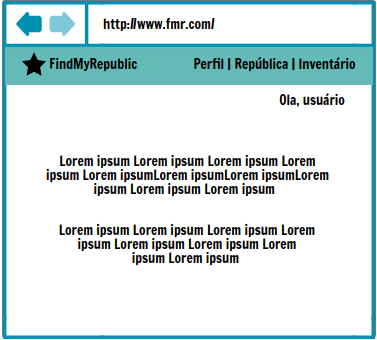 http://www.fmr.com/
FindMyRepublic
Perfil | República | Inventário
Ola, usuário
Lorem ipsum Lorem ipsum Lorem ipsum Lorem
ipsum Lorem ipsumLorem ipsumLorem ipsumLorem
ipsum Lorem ipsum Lorem ipsum
Lorem ipsum Lorem ipsum Lorem ipsum Lorem
ipsum Lorem ipsum Lorem ipsum Lorem
ipsum Lorem ipsum